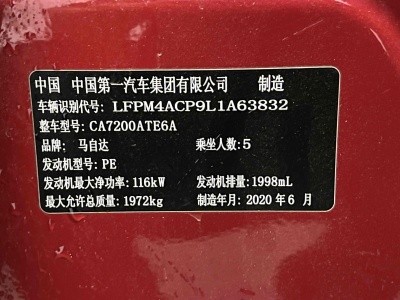 中国 中国第一汽车集团有限公司 制造
车辆识别代号: LFPM4ACP9L1A63832
整车型号: CA7200ATE6A
品牌: 马自达 乘坐人数: 5
发动机型号: PE
发动机最大净功率: 116kW 发动机排量: 1998mL
最大允许总质量: 1972kg 制造年月: 2020 年 6 月